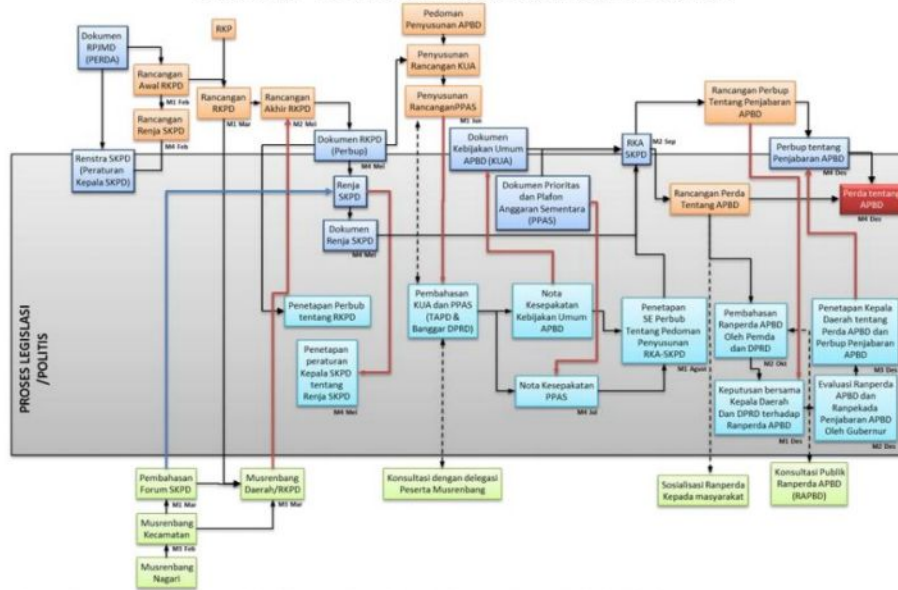 Dokumen
RPJMD
(PERDA)
Rancangan
Awal RKPD
M1 Feb
Rancangan
Renja SKPD
M4 Feb
Renstra SKPD
(Peraturan
Kepala SKPD)
RKP
Rancangan
RKPD
M1 Mar
Rancangan
Akhir RKPD
M2 Mei
Dokumen RKPD
(Perbup)
M4 Mei
Renja
SKPD
Dokumen
Renja SKPD
M4 Mei
Pedoman
Penyusunan APBD
Penyusunan
Rancangan KUA
Penyusunan
RancanganPPAS
M1 Jun
Dokumen
Kebijakan Umum
APBD (KUA)
Dokumen Prioritas
dan Plafon
Anggaran Sementara
(PPAS)
RKA
SKPD
M2 Sep
Rancangan Perbup
Tentang Penjabaran
APBD
Perbup tentang
Penjabaran APBD
M4 Des
Rancangan Perda
Tentang APBD
Perda tentang
APBD
M4 Des
PROSES LEGISLASI
/POLITIS
Penetapan Perbub
tentang RKPD
Penetapan
peraturan
Kepala SKPD
tentang
Renja SKPD
M4 Mei
Pembahasan
KUA dan PPAS
(TAPD &
Banggar DPRD)
Nota
Kesepakatan
Kebijakan Umum
APBD
Nota Kesepakatan
PPAS
M4 Jul
Penetapan
SE Perbub
Tentang Pedoman
Penyusunan
RKA-SKPD
M1 Agust
Pembahasan
Ranperda APBD
Oleh Pemda
dan DPRD
M2 Okt
Keputusan bersama
Kepala Daerah
Dan DPRD terhadap
Ranperda APBD
M1 Des
Penetapan Kepala
Daerah tentang
Perda APBD dan
Perbup Penjabaran
APBD
M3 Des
Evaluasi Ranperda
APBD dan
Ranpekada
Penjabaran APBD
Oleh Gubernur
M2 Des
Pembahasan
Forum SKPD
M1 Mar
Musrenbang
Daerah/RKPD
Musrenbang
Kecamatan
M3 Feb
Musrenbang
Nagari
Konsultasi dengan delegasi
Peserta Musrenbang
Sosialisasi Ranperda
Kepada masyarakat
Konsultasi Publik
Ranperda APBD
(RAPBD)